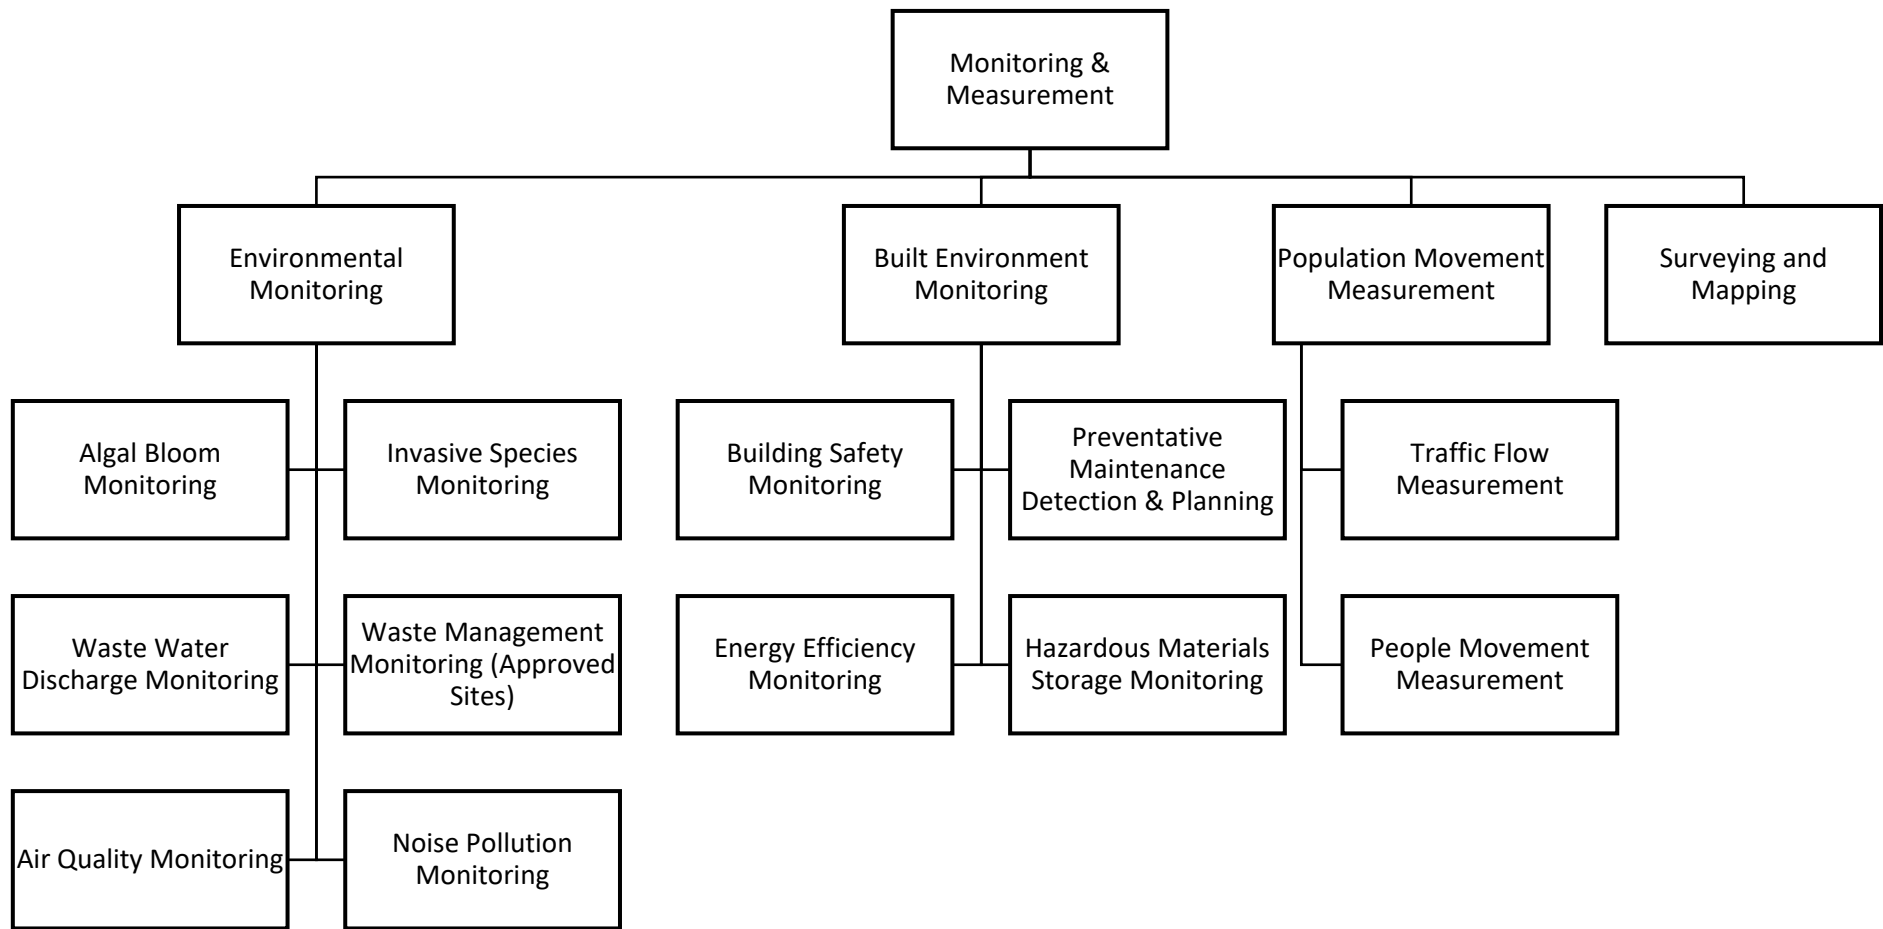 Monitoring &
Measurement
Environmental
Monitoring
Built Environment
Monitoring
Population Movement
Measurement
Surveying and
Mapping
Algal Bloom
Monitoring
Invasive Species
Monitoring
Building Safety
Monitoring
Preventative
Maintenance
Detection & Planning
Traffic Flow
Measurement
Waste Water
Discharge Monitoring
Waste Management
Monitoring (Approved
Sites)
Energy Efficiency
Monitoring
Hazardous Materials
Storage Monitoring
People Movement
Measurement
Air Quality Monitoring
Noise Pollution
Monitoring